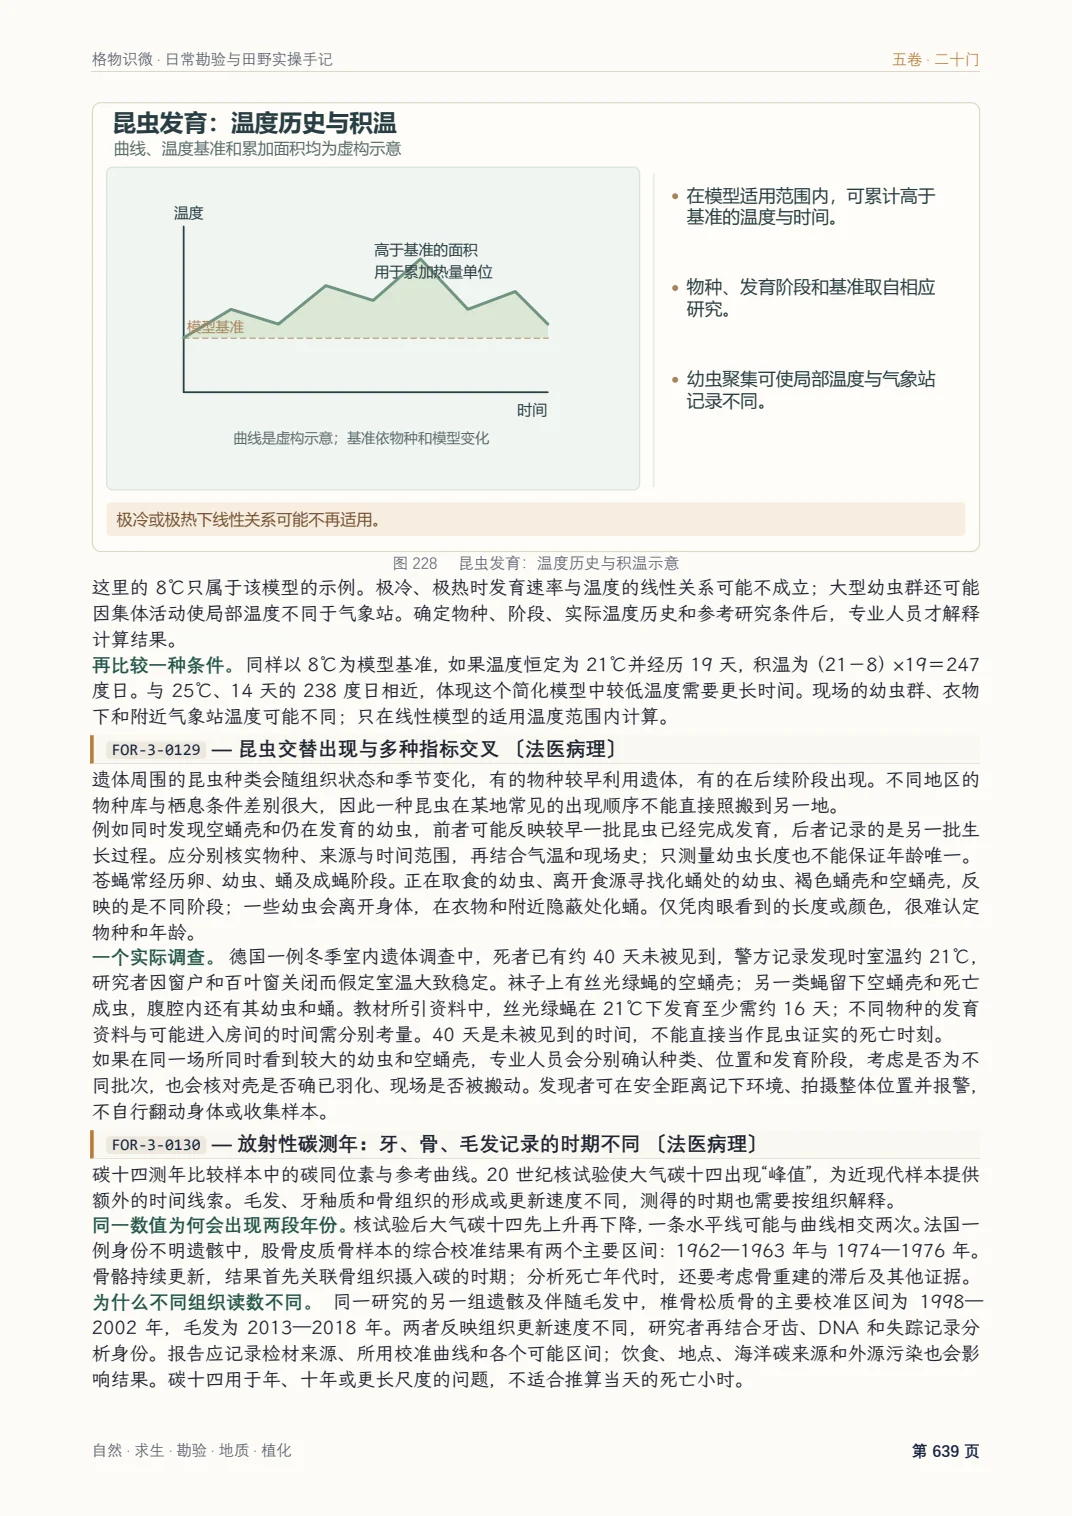 格物识微 · 日常勘验与田野实操手记
五卷 · 二十门
昆虫发育：温度历史与积温
曲线、温度基准和累加面积均为虚构示意
温度
高于基准的面积
用于累加热量单位
模型基准
时间
曲线是虚构示意；基准依物种和模型变化
• 在模型适用范围内，可累计高于
基准的温度与时间。
• 物种、发育阶段和基准取自相应
研究。
• 幼虫聚集可使局部温度与气象站
记录不同。
极冷或极热下线性关系可能不再适用。
图 228 昆虫发育：温度历史与积温示意
这里的 8℃只属于该模型的示例。极冷、极热时发育速率与温度的线性关系可能不成立；大型幼虫群还可能
因集体活动使局部温度不同于气象站。确定物种、阶段、实际温度历史和参考研究条件后，专业人员才解释
计算结果。
再比较一种条件。同样以 8℃为模型基准，如果温度恒定为 21℃并经历 19 天，积温为（21－8）×19＝247
度日。与 25℃、14 天的 238 度日相近，体现这个简化模型中较低温度需要更长时间。现场的幼虫群、衣物
下和附近气象站温度可能不同；只在线性模型的适用温度范围内计算。
FOR-3-0129 — 昆虫交替出现与多种指标交叉 〔法医病理〕
遗体周围的昆虫种类会随组织状态和季节变化，有的物种较早利用遗体，有的在后续阶段出现。不同地区的
物种库与栖息条件差别很大，因此一种昆虫在某地常见的出现顺序不能直接照搬到另一地。
例如同时发现空蛹壳和仍在发育的幼虫，前者可能反映较早一批昆虫已经完成发育，后者记录的是另一批生
长过程。应分别核实物种、来源与时间范围，再结合气温和现场史；只测量幼虫长度也不能保证年龄唯一。
苍蝇常经历卵、幼虫、蛹及成蝇阶段。正在取食的幼虫、离开食源寻找化蛹处的幼虫、褐色蛹壳和空蛹壳，反
映的是不同阶段；一些幼虫会离开身体，在衣物和附近隐蔽处化蛹。仅凭肉眼看到的长度或颜色，很难认定
物种和年龄。
一个实际调查。德国一例冬季室内遗体调查中，死者已有约 40 天未被见到，警方记录发现时室温约 21℃，
研究者因窗户和百叶窗关闭而假定室温大致稳定。袜子上有丝光绿蝇的空蛹壳；另一类蝇留下空蛹壳和死亡
成虫，腹腔内还有其幼虫和蛹。教材所引资料中，丝光绿蝇在 21℃下发育至少需约 16 天；不同物种的发育
资料与可能进入房间的时间需分别考量。40 天是未被见到的时间，不能直接当作昆虫证实的死亡时刻。
如果在同一场所同时看到较大的幼虫和空蛹壳，专业人员会分别确认种类、位置和发育阶段，考虑是否为不
同批次，也会核对壳是否确已羽化、现场是否被搬动。发现者可在安全距离记下环境、拍摄整体位置并报警，
不自行翻动身体或收集样本。
FOR-3-0130 — 放射性碳测年：牙、骨、毛发记录的时期不同 〔法医病理〕
碳十四测年比较样本中的碳同位素与参考曲线。20 世纪核试验使大气碳十四出现“峰值”，为近现代样本提供
额外的时间线索。毛发、牙釉质和骨组织的形成或更新速度不同，测得的时期也需要按组织解释。
同一数值为何会出现两段年份。核试验后大气碳十四先上升再下降，一条水平线可能与曲线相交两次。法国一
例身份不明遗骸中，股骨皮质骨样本的综合校准结果有两个主要区间：1962—1963 年与 1974—1976 年。
骨骼持续更新，结果首先关联骨组织摄入碳的时期；分析死亡年代时，还要考虑骨重建的滞后及其他证据。
为什么不同组织读数不同。 同一研究的另一组遗骸及伴随毛发中，椎骨松质骨的主要校准区间为 1998—
2002 年，毛发为 2013—2018 年。两者反映组织更新速度不同，研究者再结合牙齿、DNA 和失踪记录分
析身份。报告应记录检材来源、所用校准曲线和各个可能区间；饮食、地点、海洋碳来源和外源污染也会影
响结果。碳十四用于年、十年或更长尺度的问题，不适合推算当天的死亡小时。
自然 · 求生 · 勘验 · 地质 · 植化
第 639 页